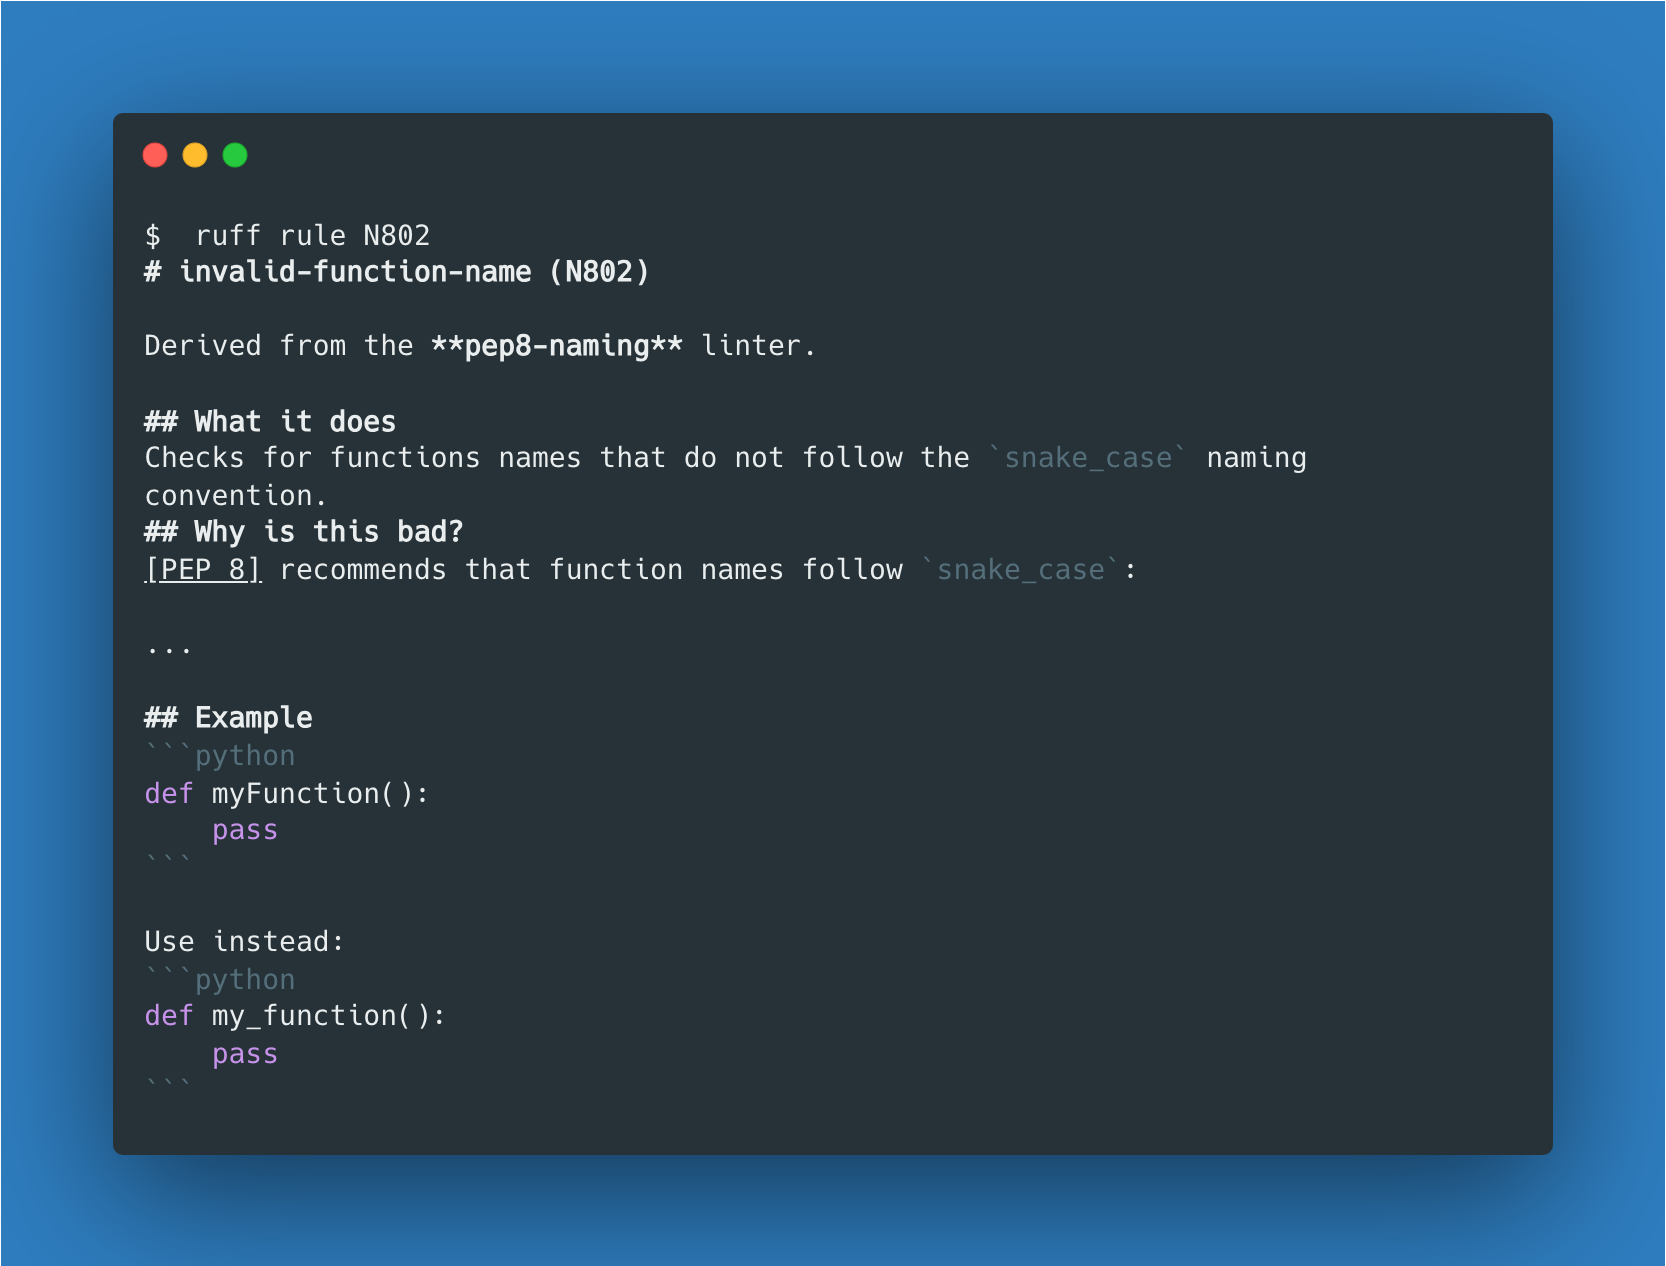 $  ruff rule N802
# invalid-function-name (N802)

Derived from the **pep8-naming** linter.

## What it does
Checks for functions names that do not follow the `snake_case` naming
convention.
## Why is this bad?
[PEP 8] recommends that function names follow `snake_case`:

...

## Example
```python
def myFunction():
    pass
```

Use instead:
```python
def my_function():
    pass
```